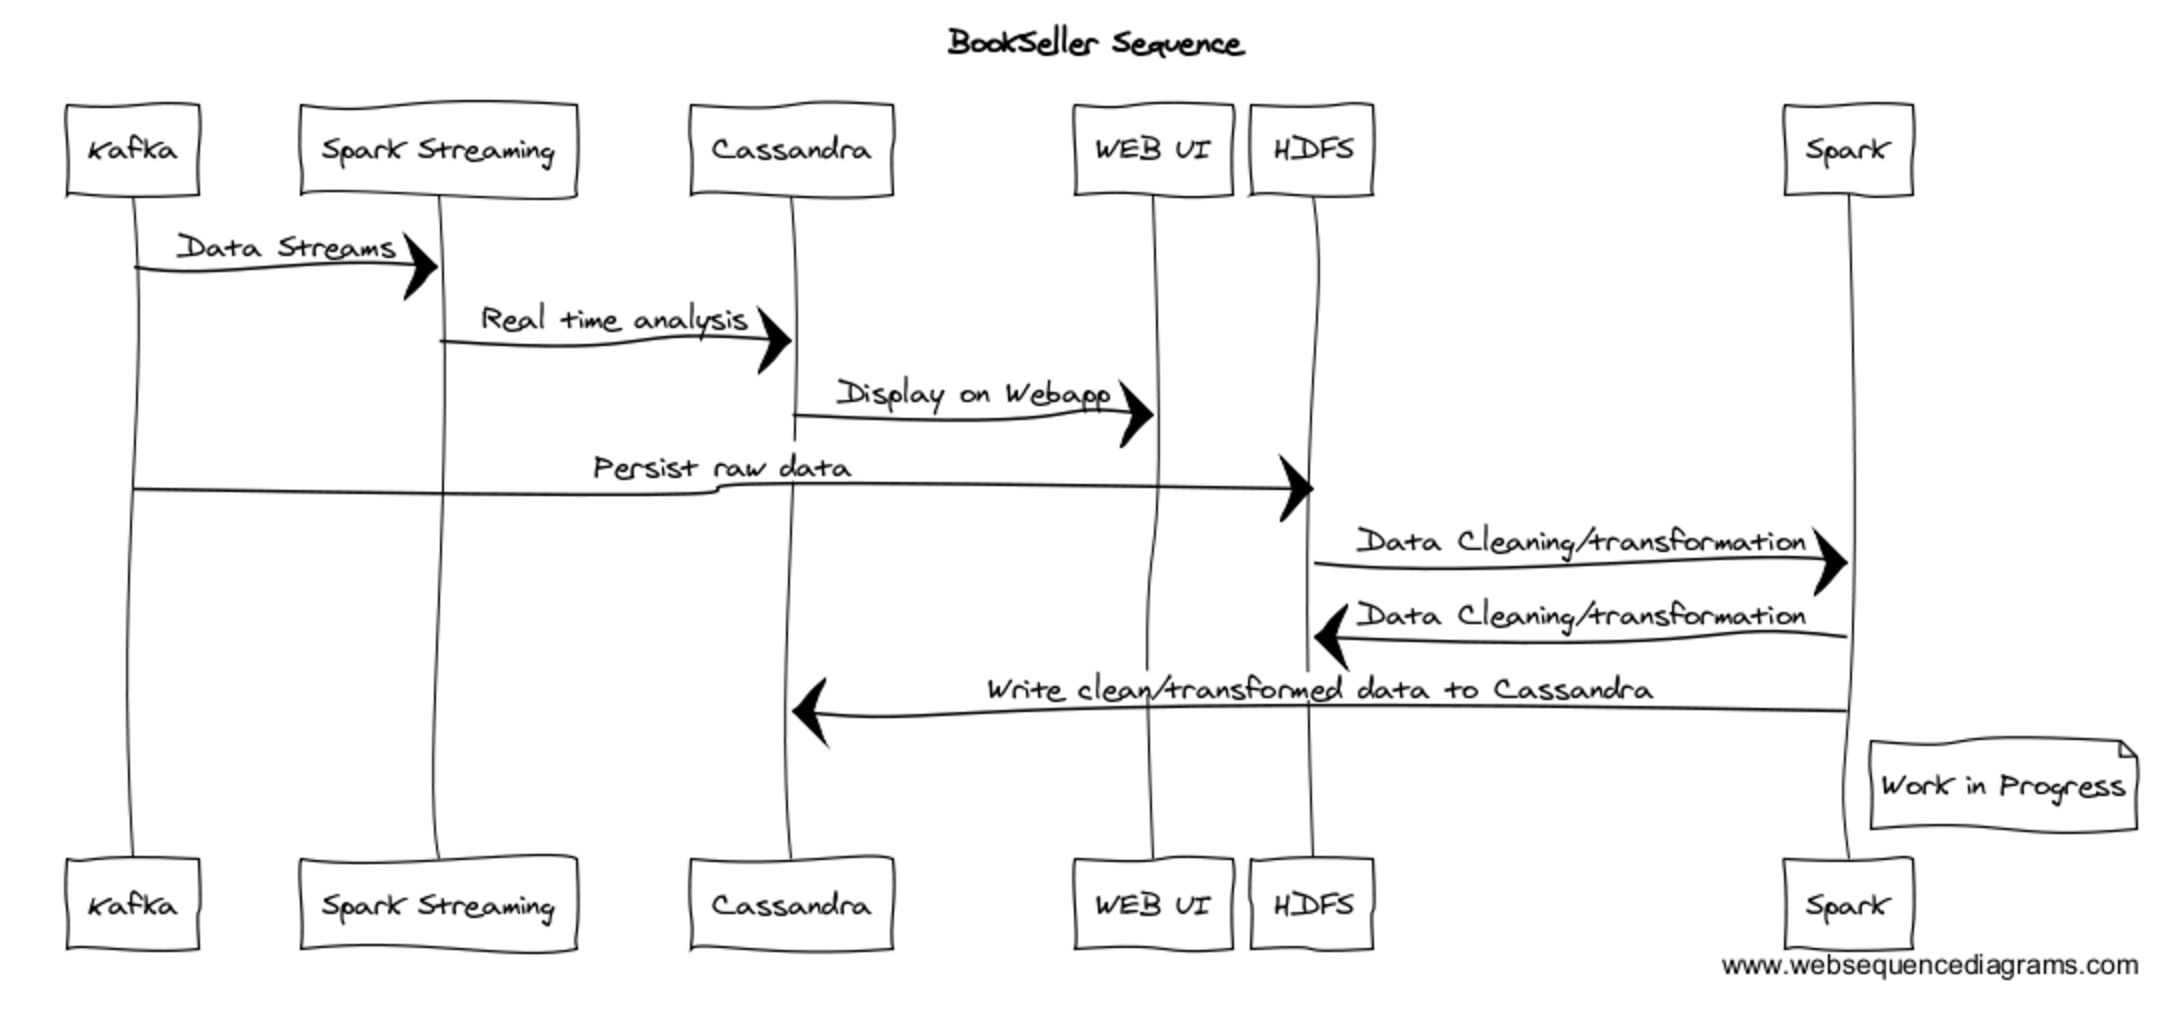 BookSeller Sequence
Kafka
Spark Streaming
Cassandra
WEB UI
HDFS
Spark
Data Streams
Real time analysis
Display on Webapp
Persist raw data
Data Cleaning/transformation
Data Cleaning/transformation
Write clean/transformed data to Cassandra
Work in Progress
Kafka
Spark Streaming
Cassandra
WEB UI
HDFS
Spark
www.websequencediagrams.com